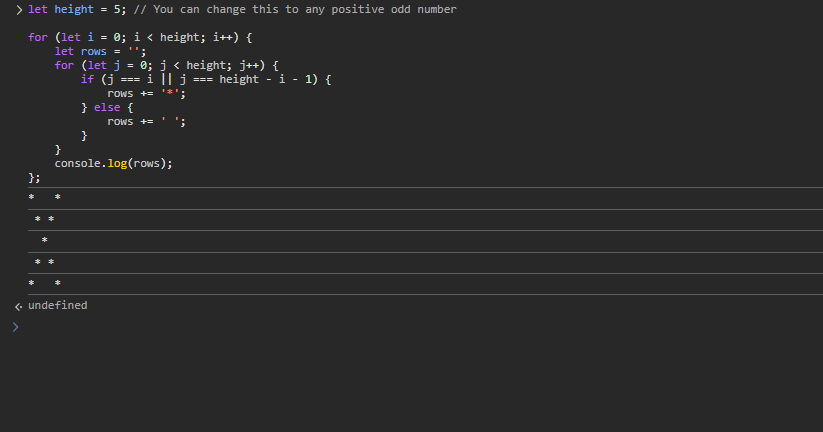 let height = 5; // You can change this to any positive odd number
for (let i = 0; i < height; i++) {
    let rows = '';
    for (let j = 0; j < height; j++) {
        if (j === i || j === height - i - 1) {
            rows += '*';
        } else {
            rows += ' ';
        }
    }
    console.log(rows);
};
*   *
 * *
  *
 * *
*   *
undefined